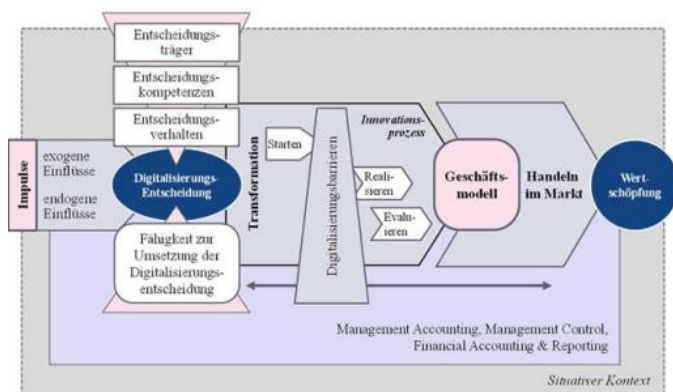 Entscheidungs-
träger
Entscheidungs-
kompetenzen
Entscheidungs-
verhalten
Impulse
exogene
Einflüsse
endogene
Einflüsse
Digitalisierungs-
Entscheidung
Fähigkeit zur
Umsetzung der
Digitalisierungs-
entscheidung
Transformation
Starten
Digitalisierungsbarrieren
Innovations-
prozess
Reali-
sieren
Evalu-
ieren
Geschäfts-
modell
Handeln
im Markt
Wert-
schöpfung
Management Accounting, Management Control,
Financial Accounting & Reporting
Situativer Kontext